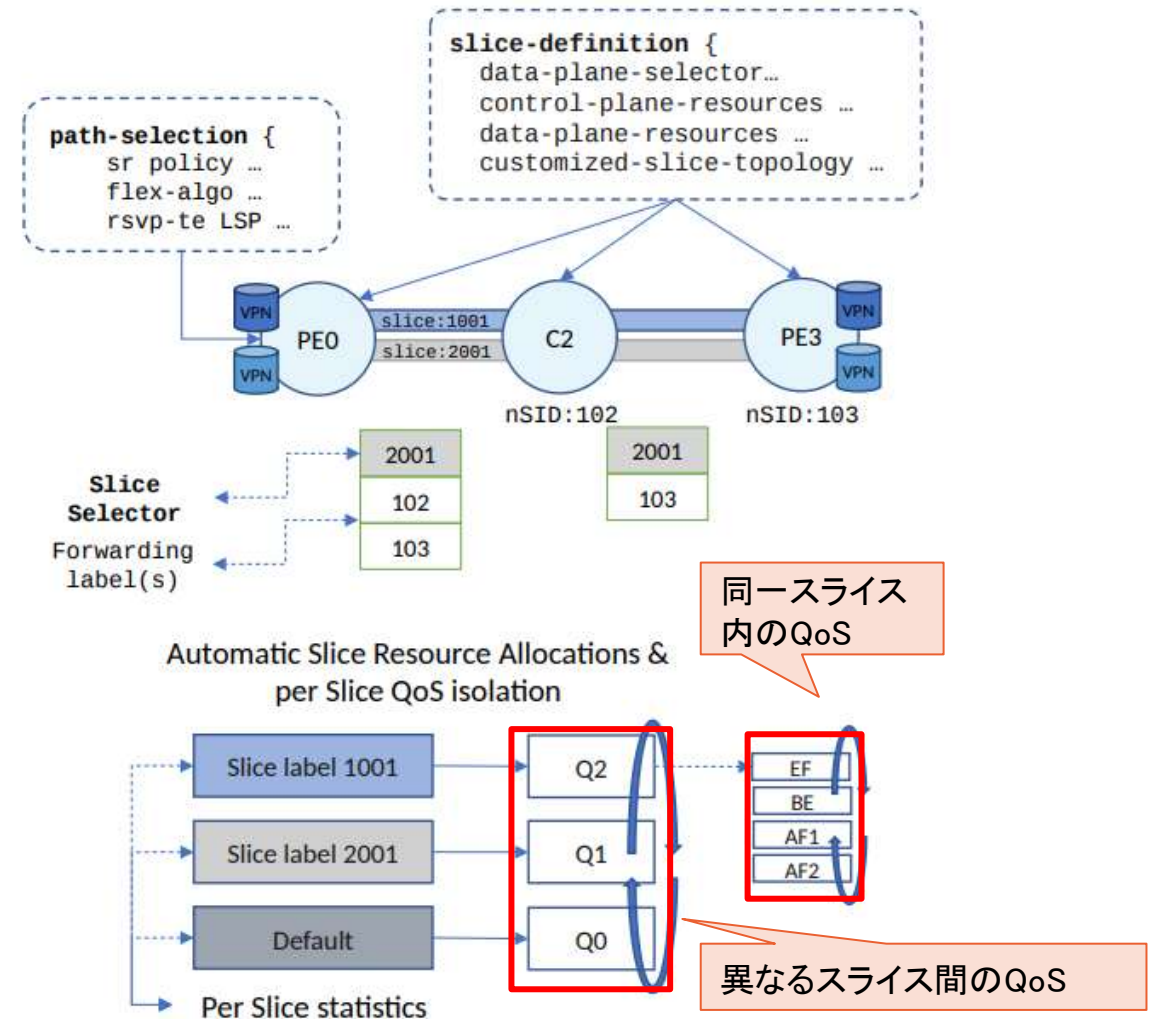 slice-definition {
data-plane-selector…
control-plane-resources …
data-plane-resources …
customized-slice-topology …
path-selection {
sr policy …
flex-algo …
rsvp-te LSP …
VPN
VPN
PE0
slice:1001
slice:2001
C2
PE3
VPN
VPN
nSID:102
nSID:103
Slice
Selector
Forwarding
label(s)
2001
102
103
2001
103
同一スライス
内のQoS
Automatic Slice Resource Allocations &
per Slice QoS isolation
Slice label 1001
Q2
EF
BE
AF1
AF2
Slice label 2001
Q1
Default
Q0
異なるスライス間のQoS
Per Slice statistics